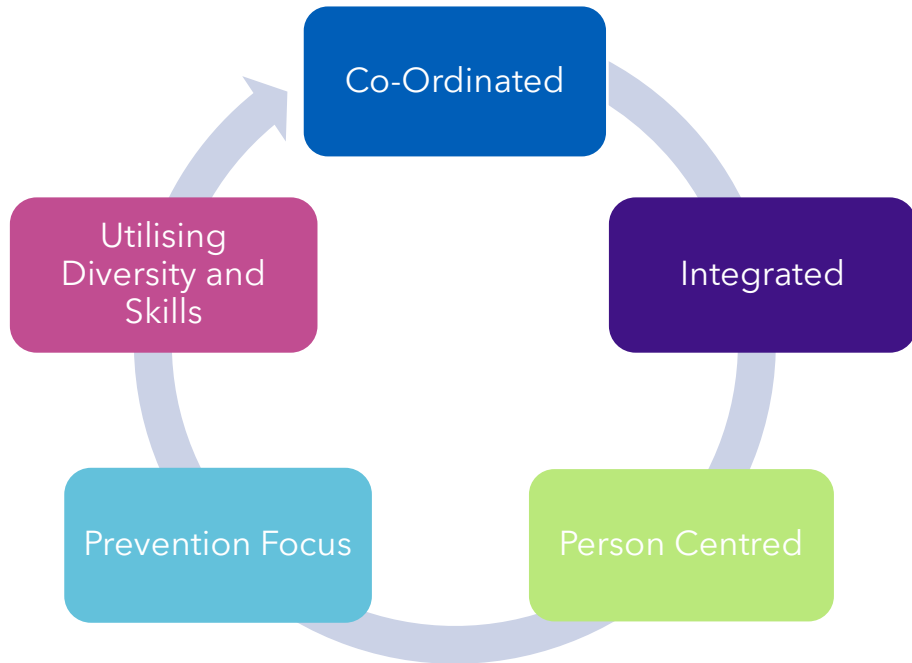 Co-Ordinated
Integrated
Person Centred
Prevention Focus
Utilising
Diversity and
Skills